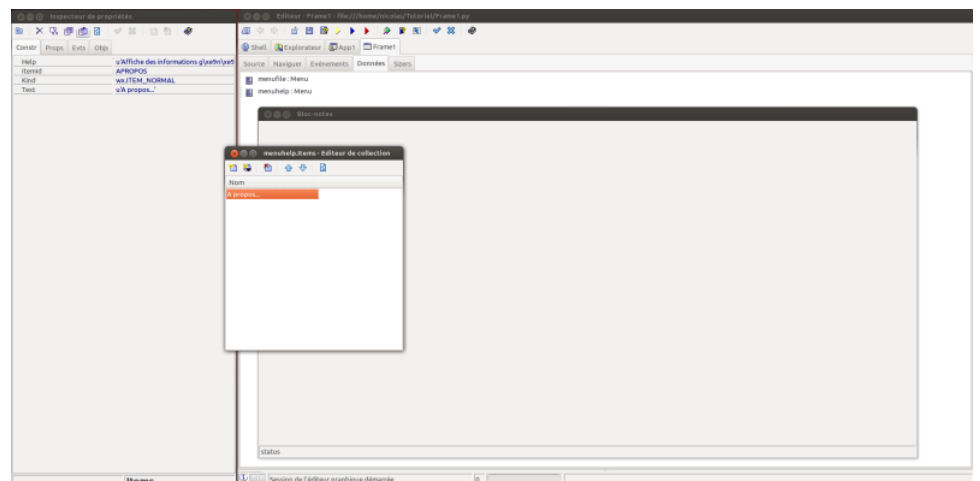 Inspecteur de propriétés
Editeur - Frame1 - file:///home/nicolas/Tutoriel/Frame1.py
Constr Props Evts Objs
Shell Explorateur App1 Frame1
Help u'Affiche des informations g\xe9n\xe9
Source Naviguer Evénements Données Sizers
ItemId APROPOS
Kind wx.ITEM_NORMAL
Text u'A propos...'
menufile : Menu
menuhelp : Menu
Bloc-notes
menuhelp.Items - Editeur de collection
Nom
A propos...
status
Items
Session de l'éditeur graphique démarrée